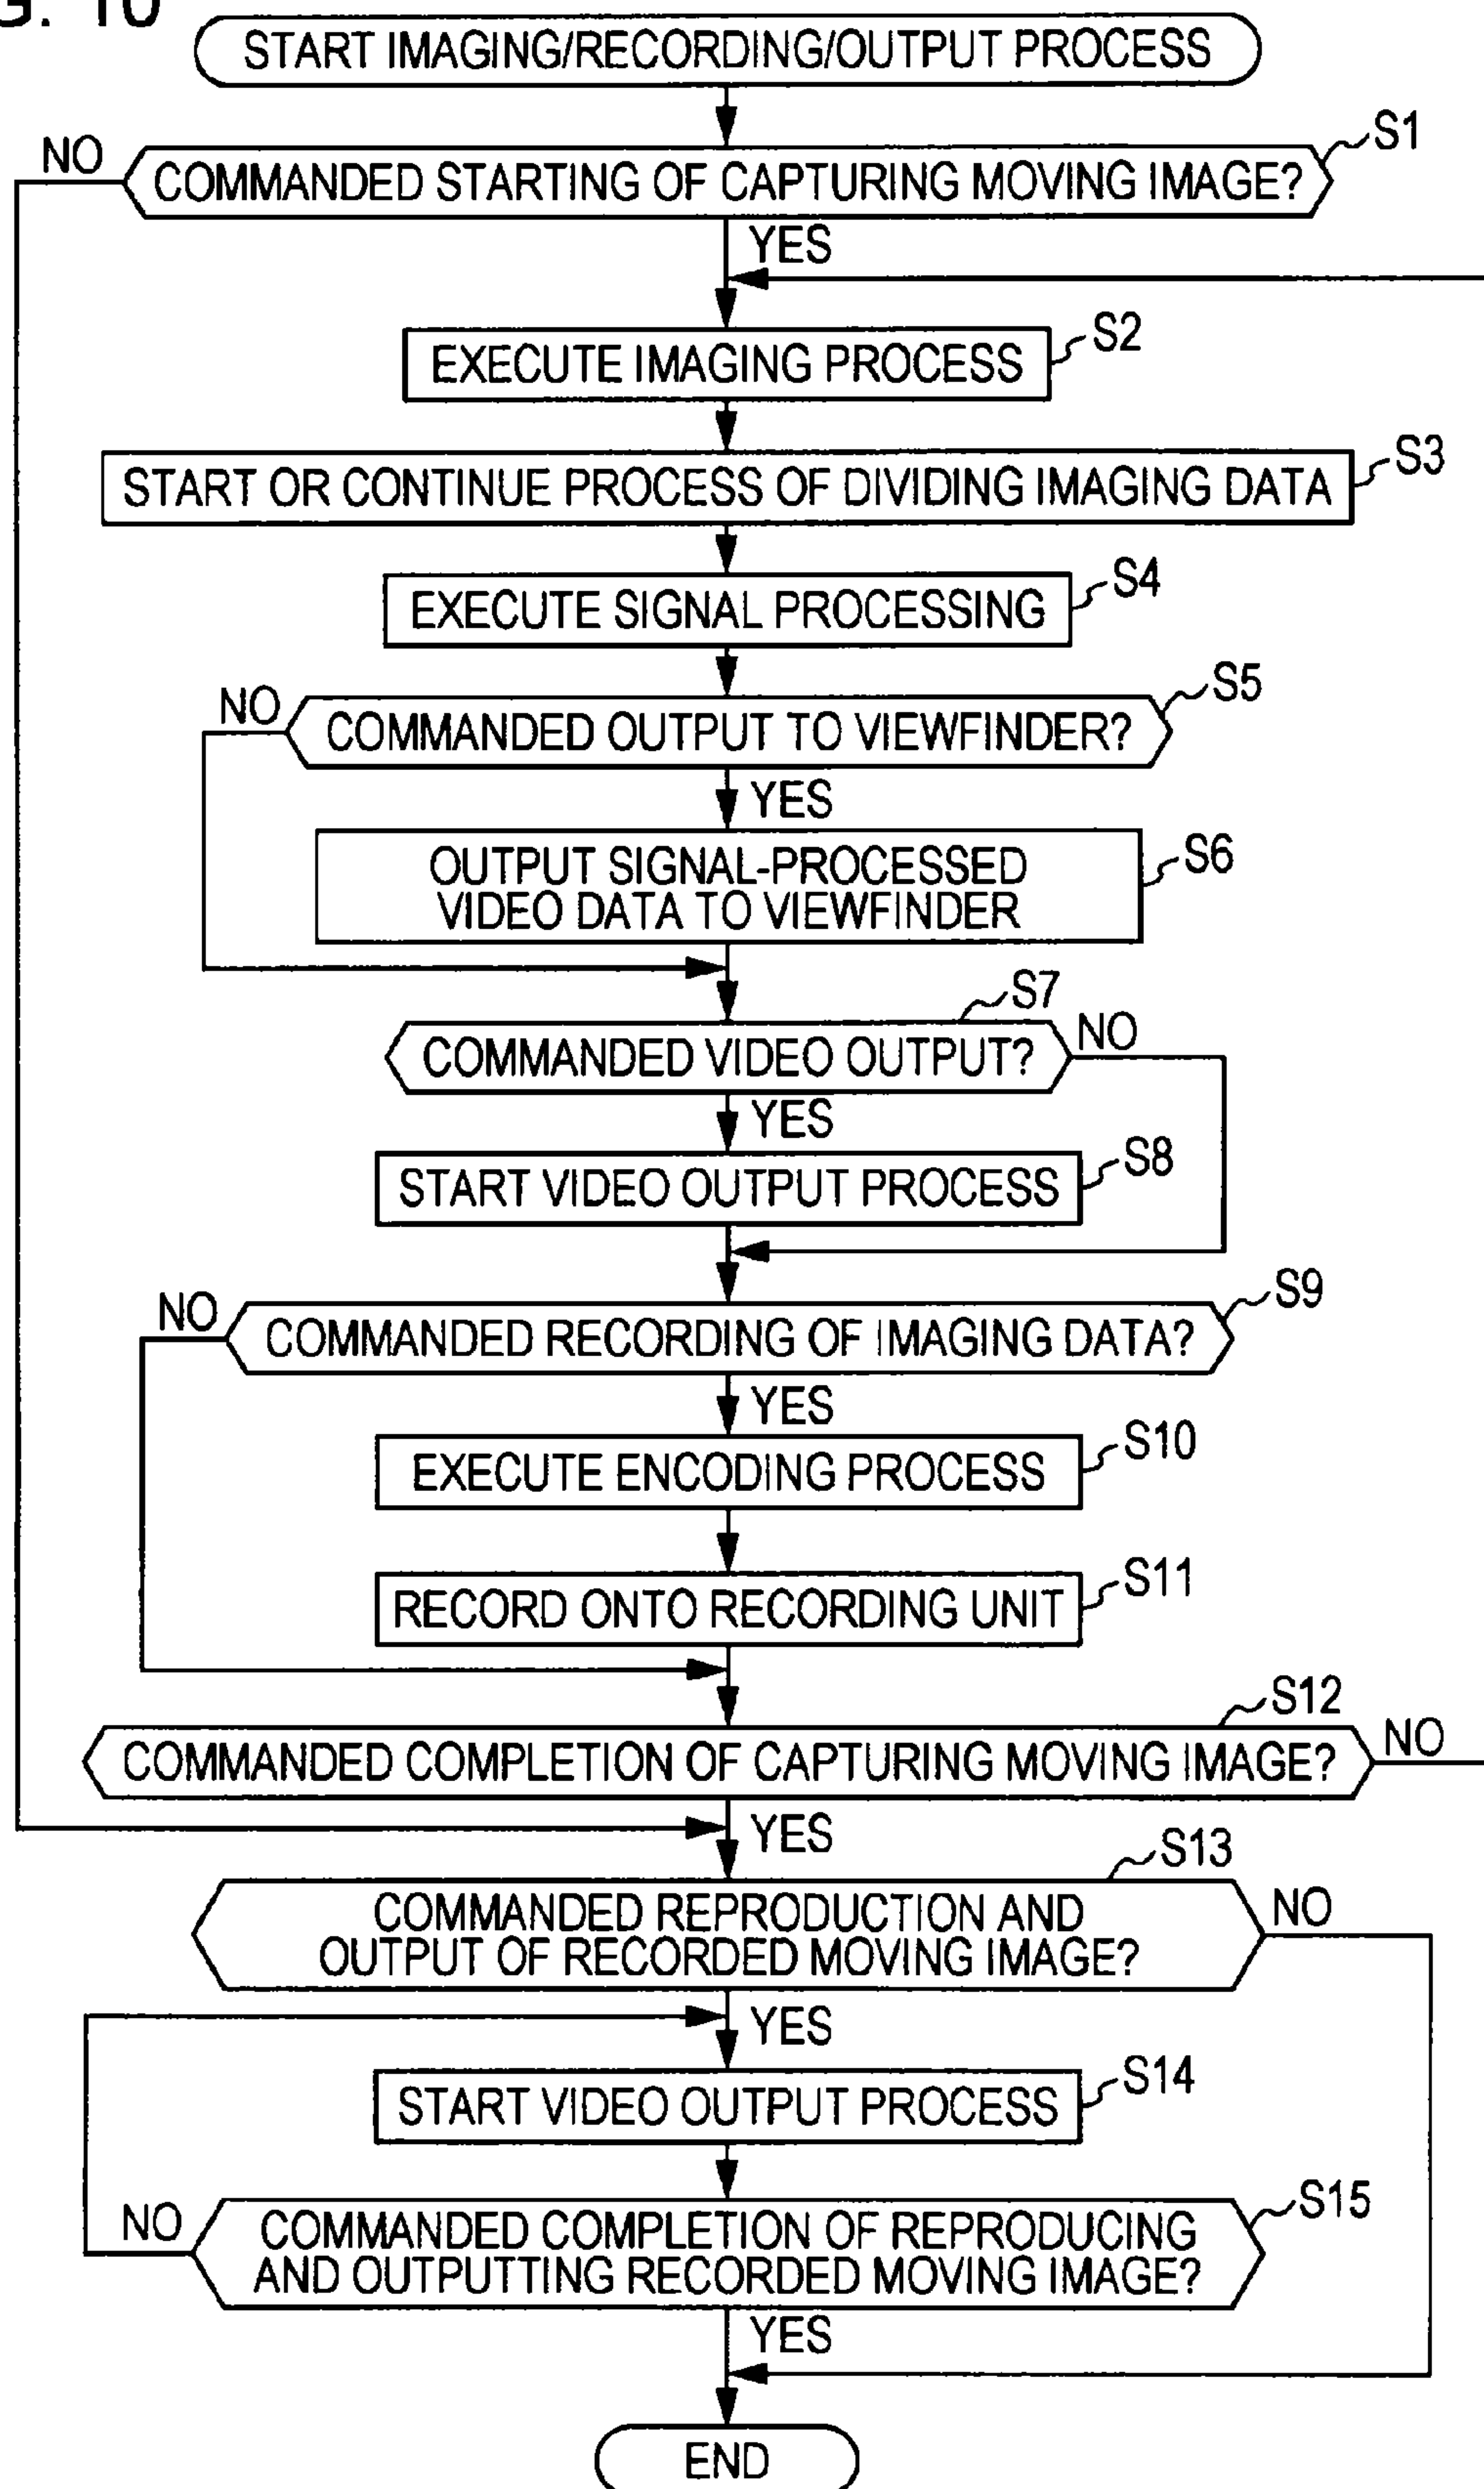 G. 10
START IMAGING/RECORDING/OUTPUT PROCESS
S1
NO
COMMANDED STARTING OF CAPTURING MOVING IMAGE?
YES
S2
EXECUTE IMAGING PROCESS
S3
START OR CONTINUE PROCESS OF DIVIDING IMAGING DATA
S4
EXECUTE SIGNAL PROCESSING
S5
NO
COMMANDED OUTPUT TO VIEWFINDER?
YES
S6
OUTPUT SIGNAL-PROCESSED
VIDEO DATA TO VIEWFINDER
S7
COMMANDED VIDEO OUTPUT?
NO
YES
S8
START VIDEO OUTPUT PROCESS
S9
NO
COMMANDED RECORDING OF IMAGING DATA?
YES
S10
EXECUTE ENCODING PROCESS
S11
RECORD ONTO RECORDING UNIT
S12
COMMANDED COMPLETION OF CAPTURING MOVING IMAGE?
NO
YES
S13
COMMANDED REPRODUCTION AND
OUTPUT OF RECORDED MOVING IMAGE?
NO
YES
S14
START VIDEO OUTPUT PROCESS
S15
NO
COMMANDED COMPLETION OF REPRODUCING
AND OUTPUTTING RECORDED MOVING IMAGE?
YES
END